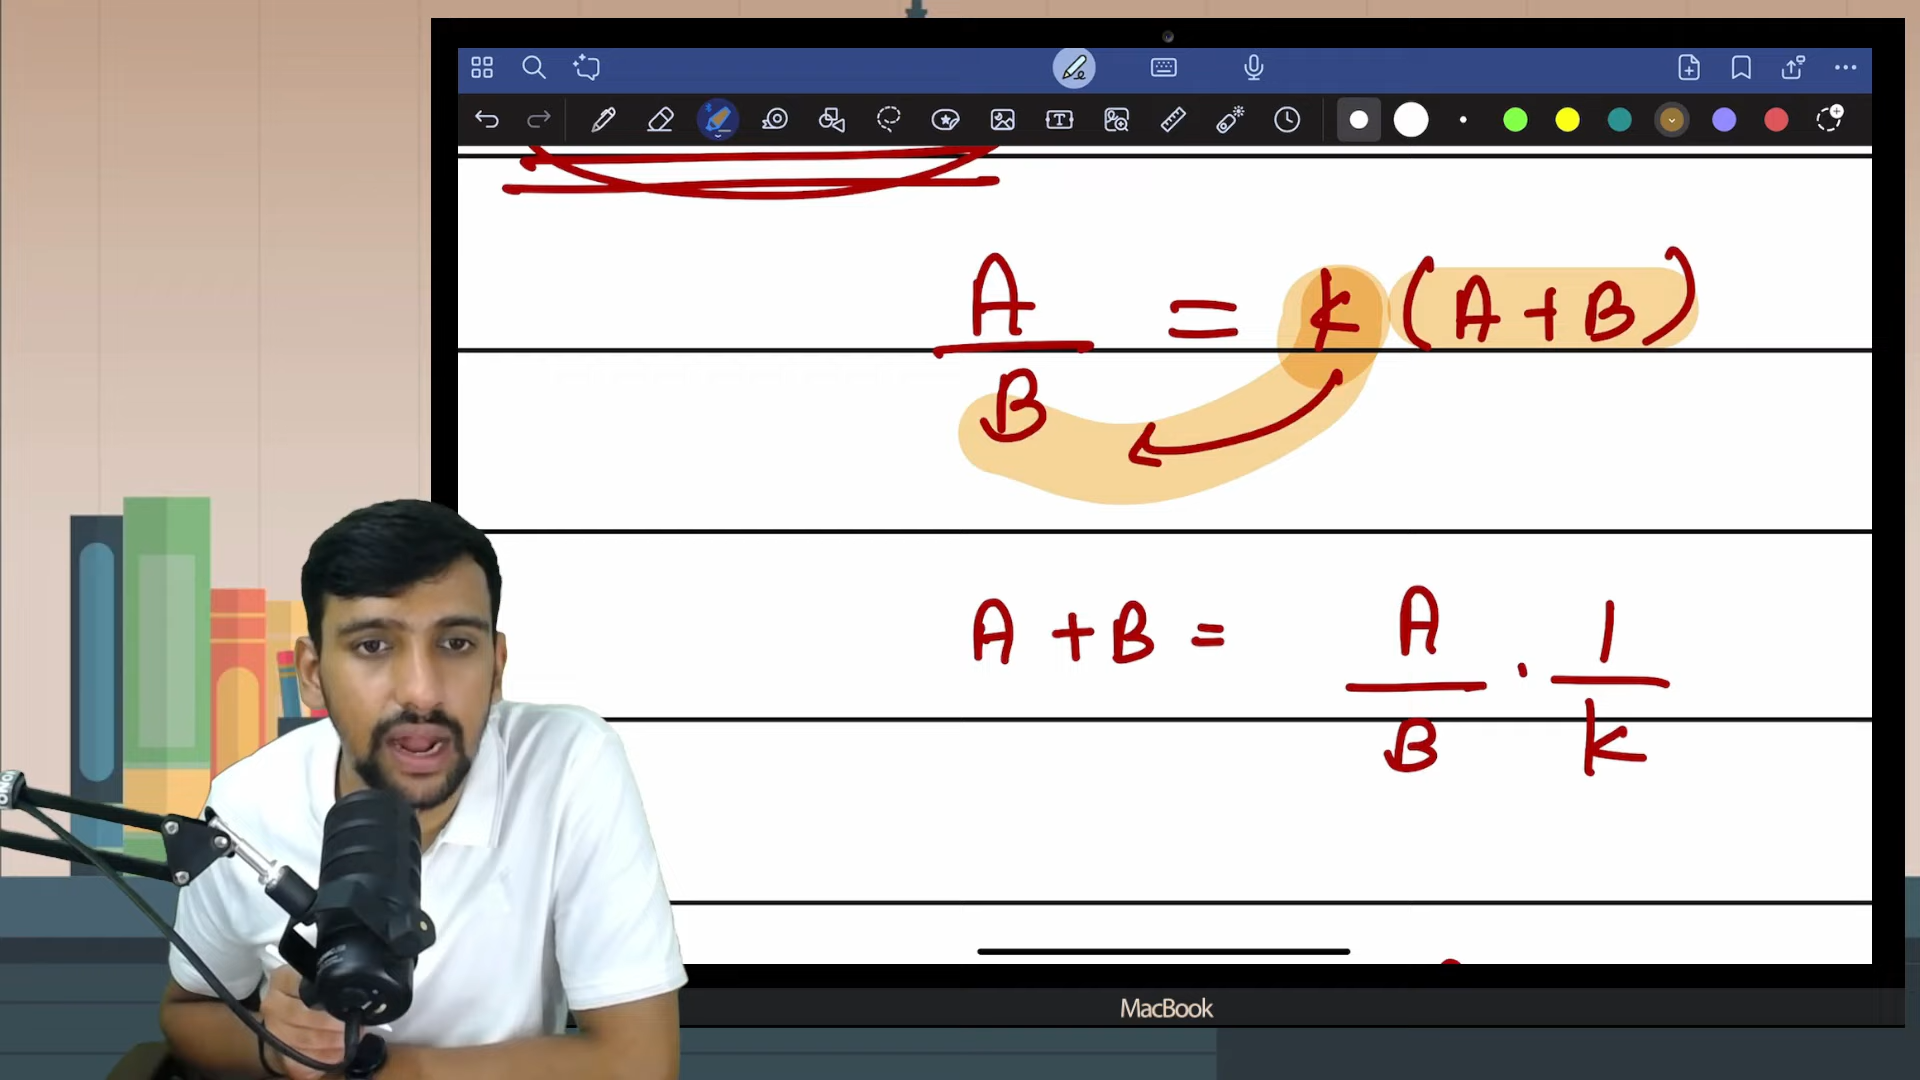 A/B = k (A+B)
A + B = A/B · 1/k
MacBook